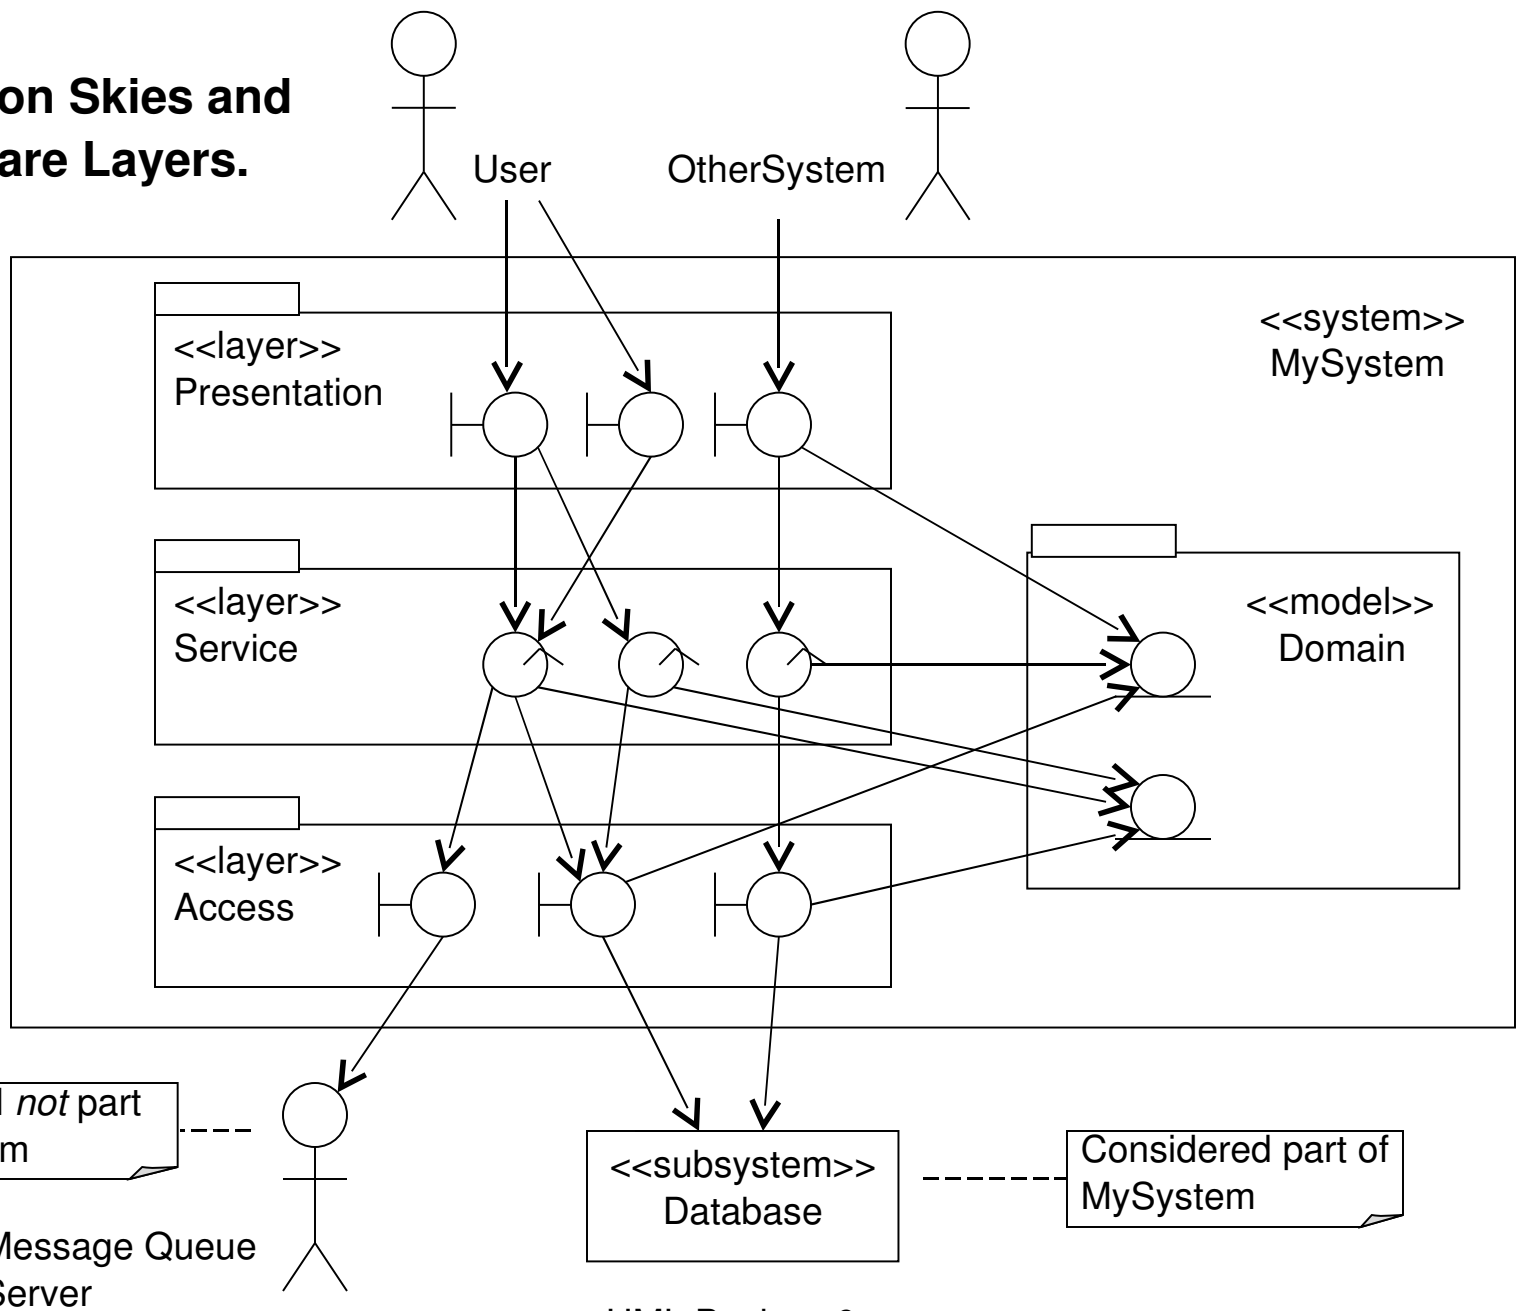 on Skies and
are Layers.
User
OtherSystem
<<system>>
MySystem
<<layer>>
Presentation
<<layer>>
Service
<<model>>
Domain
<<layer>>
Access
not part
m
<<subsystem>>
Database
Considered part of
MySystem
Message Queue
Server